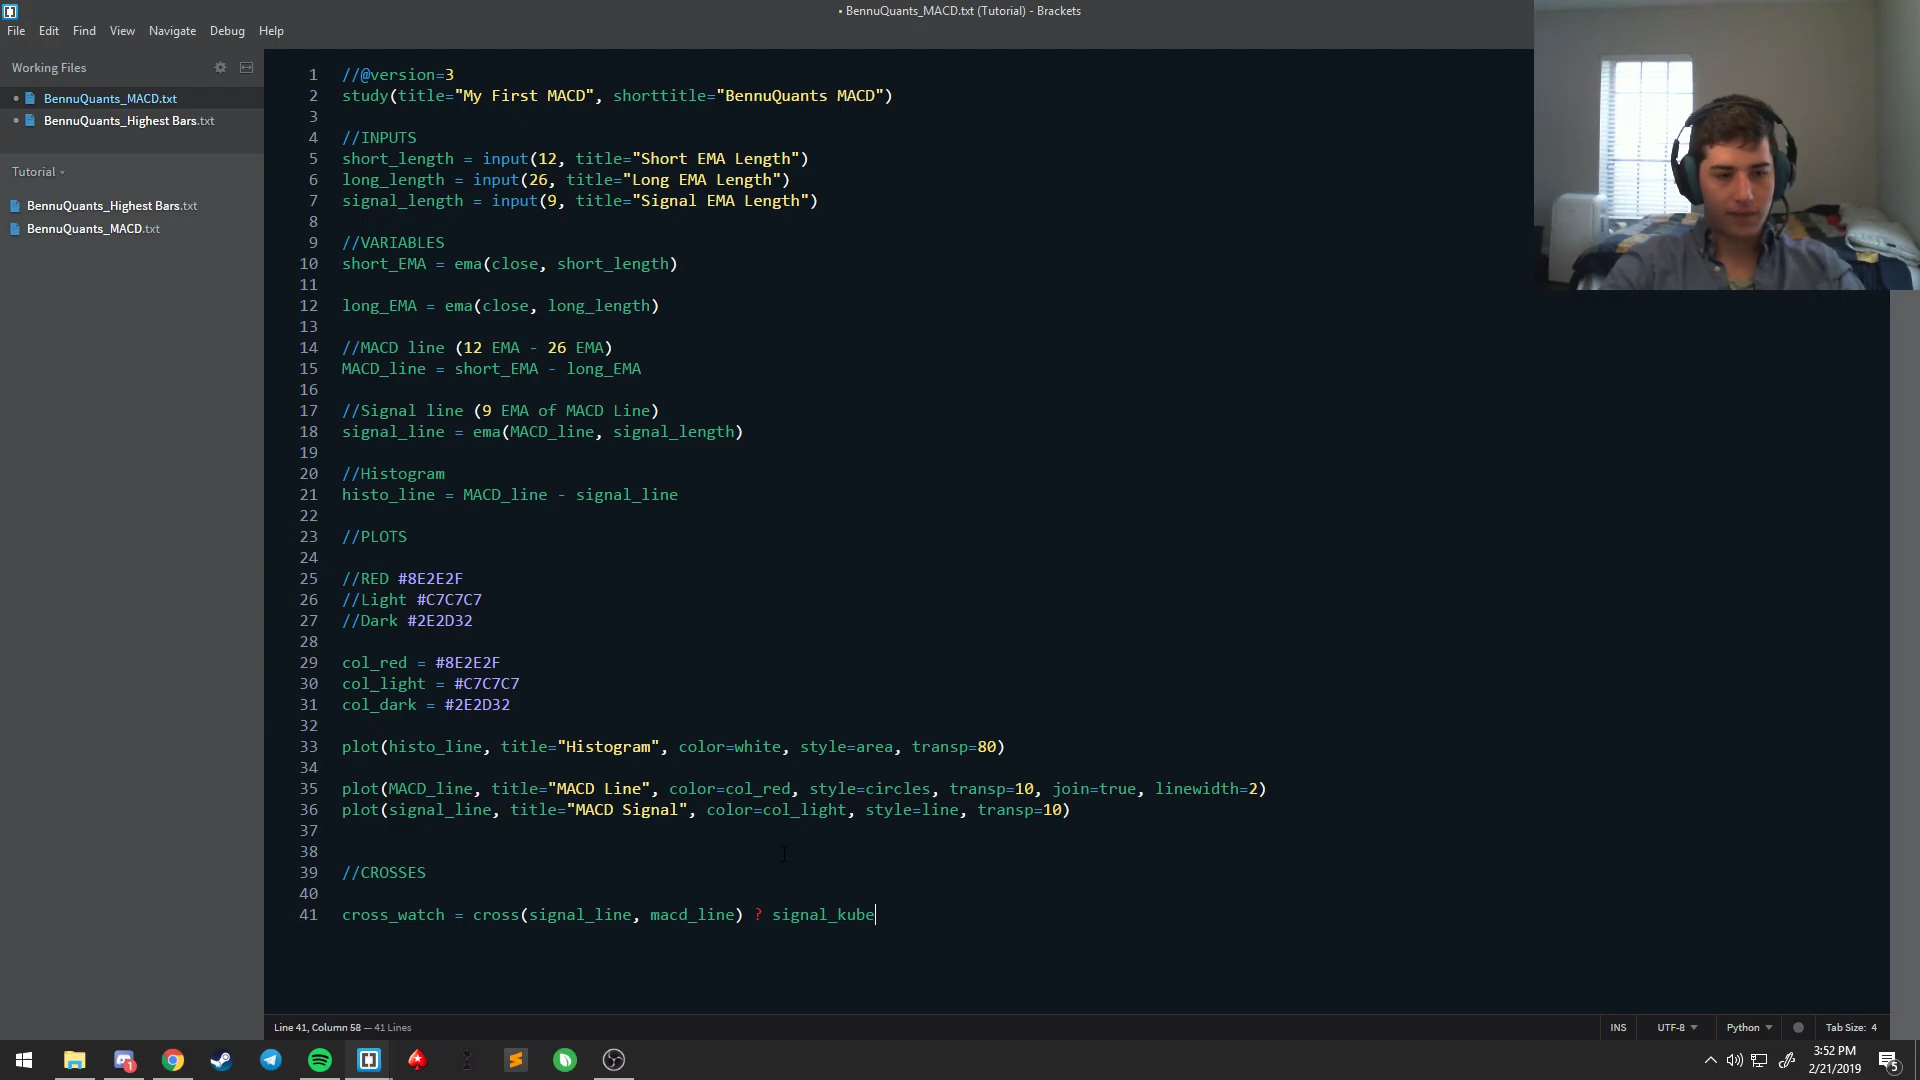 • BennuQuants_MACD.txt (Tutorial) - Brackets
File Edit Find View Navigate Debug Help
Working Files
BennuQuants_MACD.txt
BennuQuants_Highest Bars.txt
Tutorial
BennuQuants_Highest Bars.txt
BennuQuants_MACD.txt
1 //@version=3
2 study(title="My First MACD", shorttitle="BennuQuants MACD")
3
4 //INPUTS
5 short_length = input(12, title="Short EMA Length")
6 long_length = input(26, title="Long EMA Length")
7 signal_length = input(9, title="Signal EMA Length")
8
9 //VARIABLES
10 short_EMA = ema(close, short_length)
11
12 long_EMA = ema(close, long_length)
13
14 //MACD line (12 EMA - 26 EMA)
15 MACD_line = short_EMA - long_EMA
16
17 //Signal line (9 EMA of MACD Line)
18 signal_line = ema(MACD_line, signal_length)
19
20 //Histogram
21 histo_line = MACD_line - signal_line
22
23 //PLOTS
24
25 //RED #8E2E2F
26 //Light #C7C7C7
27 //Dark #2E2D32
28
29 col_red = #8E2E2F
30 col_light = #C7C7C7
31 col_dark = #2E2D32
32
33 plot(histo_line, title="Histogram", color=white, style=area, transp=80)
34
35 plot(MACD_line, title="MACD Line", color=col_red, style=circles, transp=10, join=true, linewidth=2)
36 plot(signal_line, title="MACD Signal", color=col_light, style=line, transp=10)
37
38
39 //CROSSES
40
41 cross_watch = cross(signal_line, macd_line) ? signal_kube
Line 41, Column 58 — 41 Lines
INS UTF-8 Python Tab Size: 4
3:52 PM
2/21/2019
1
5